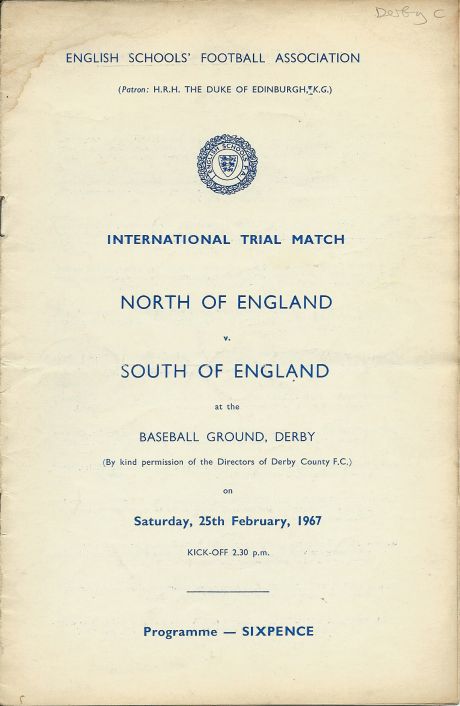 Derby C
ENGLISH SCHOOLS' FOOTBALL ASSOCIATION
(Patron: H.R.H. THE DUKE OF EDINBURGH, K.G.)
ENGLISH SCHOOLS F.A.
INTERNATIONAL TRIAL MATCH
NORTH OF ENGLAND
v.
SOUTH OF ENGLAND
at the
BASEBALL GROUND, DERBY
(By kind permission of the Directors of Derby County F.C.)
on
Saturday, 25th February, 1967
KICK-OFF 2.30 p.m.
Programme — SIXPENCE